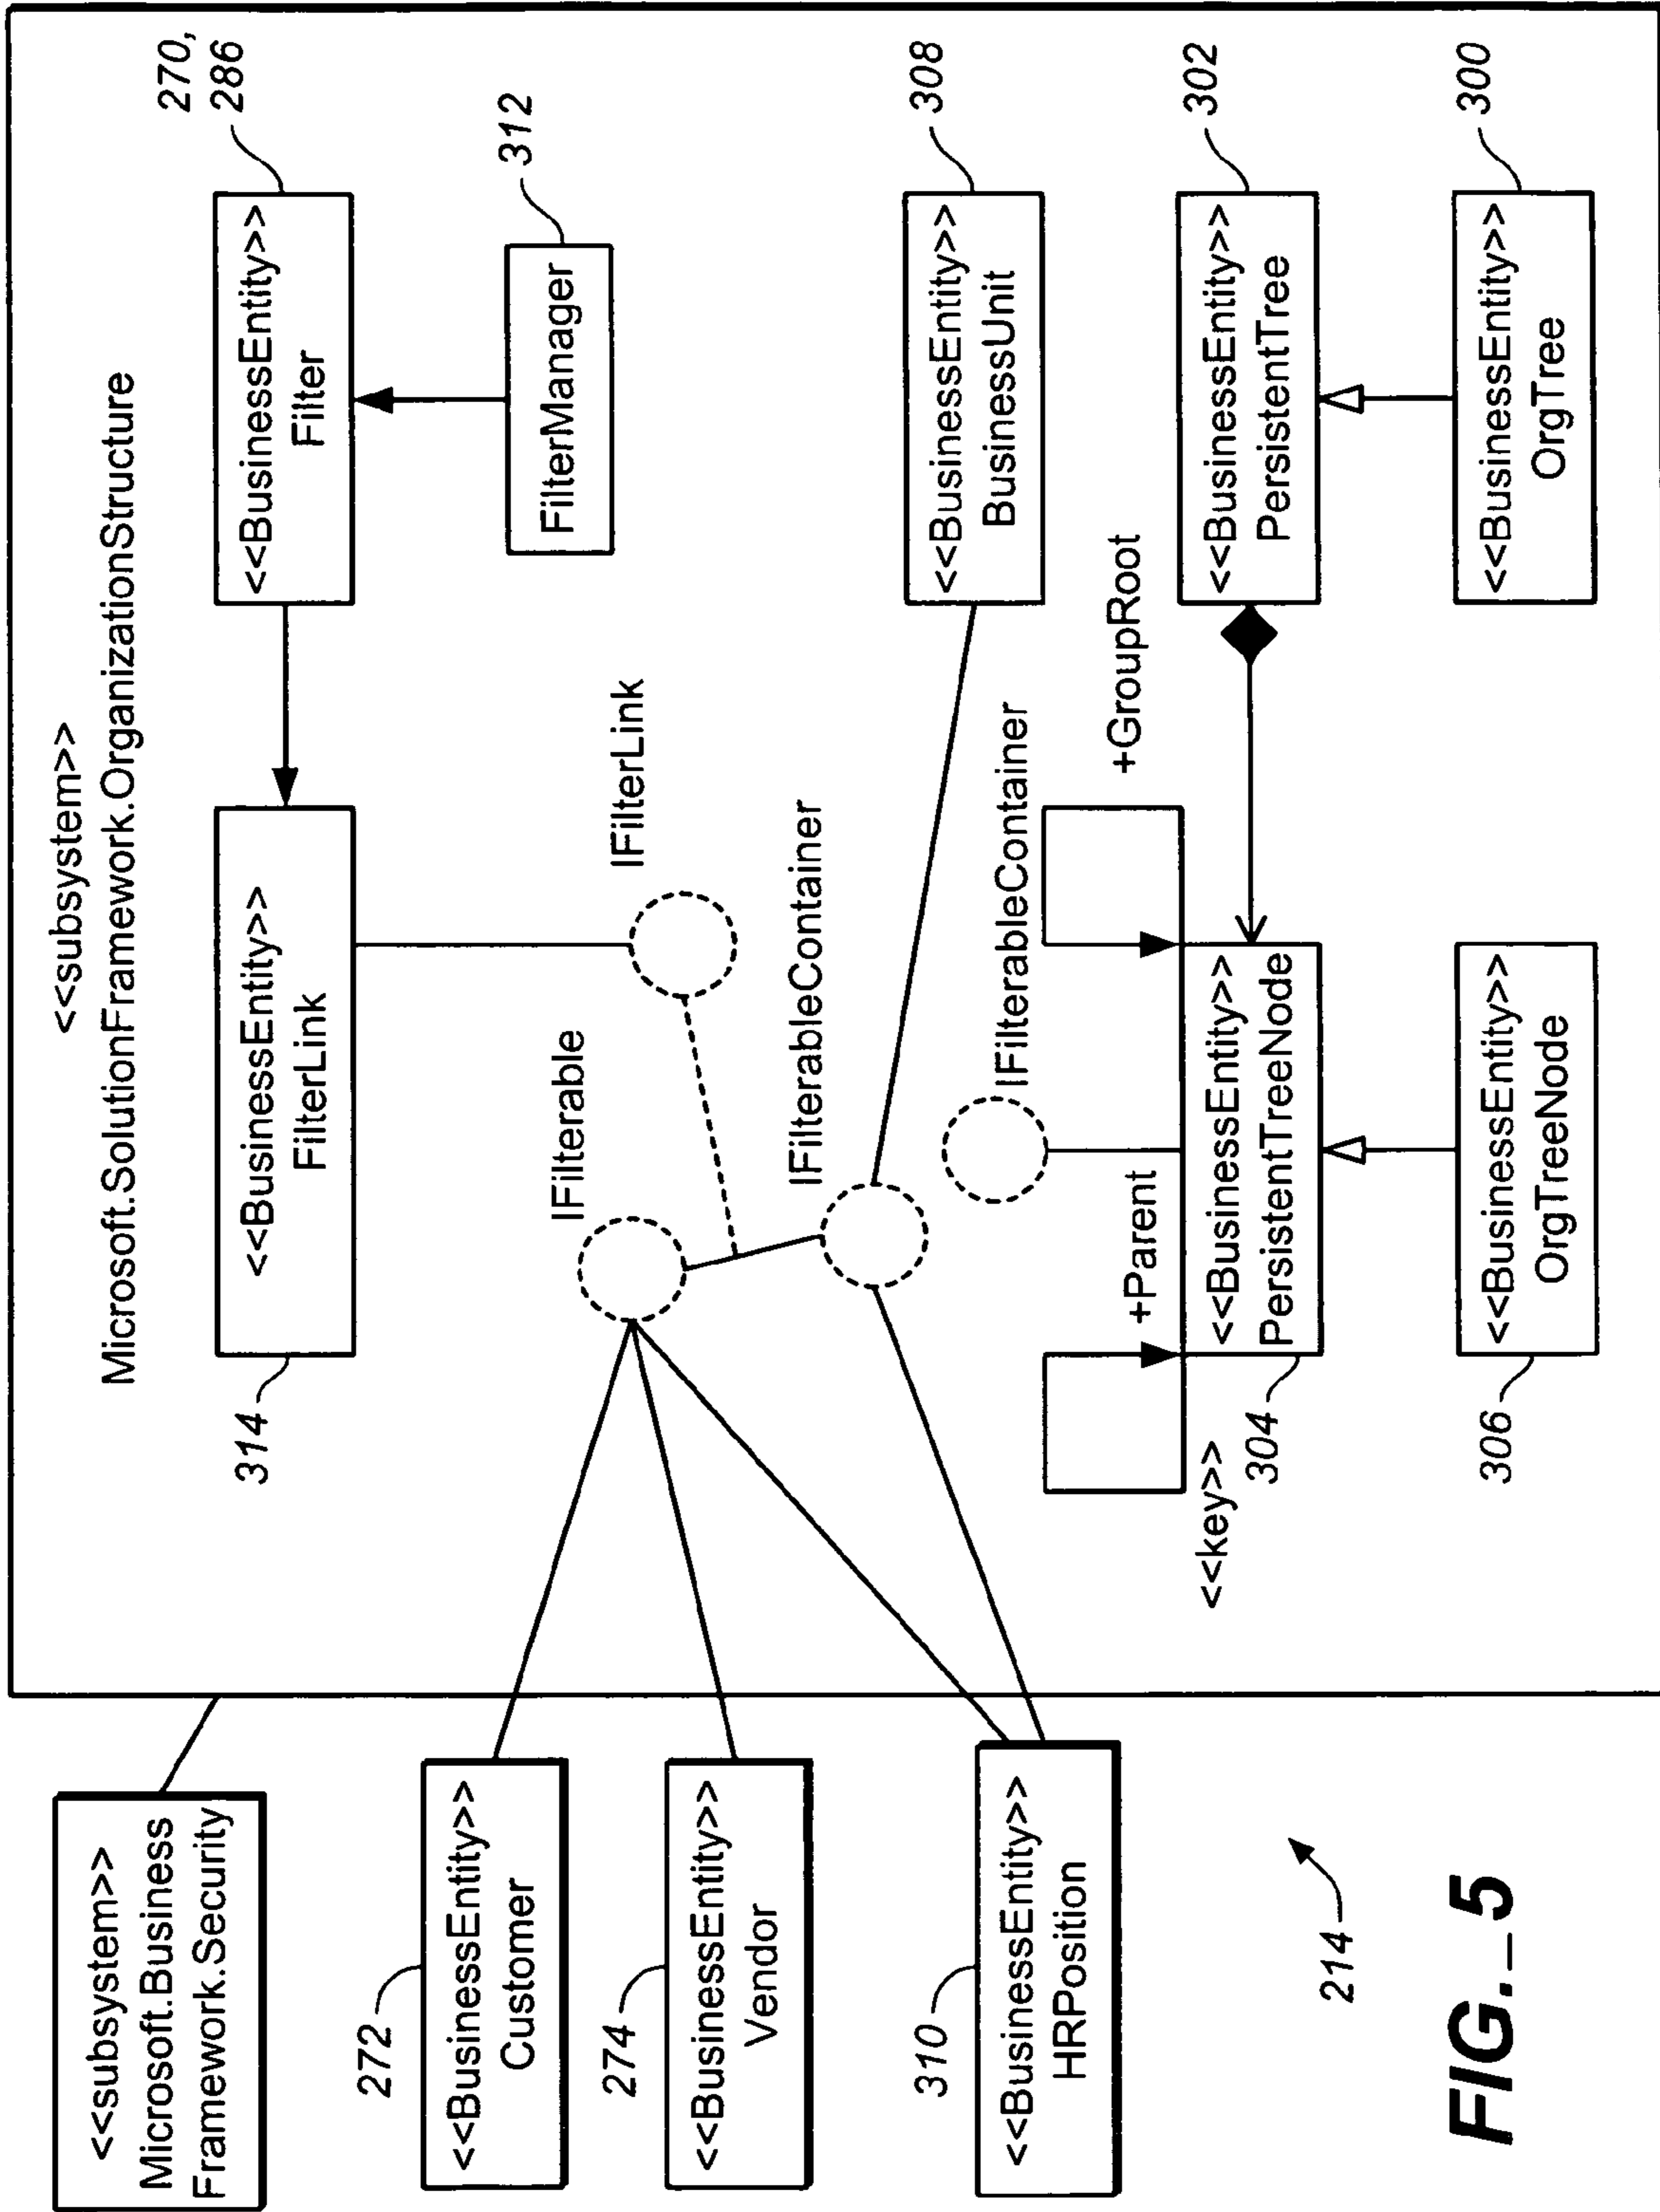 <<subsystem>>
Microsoft.Business
Framework.Security
272
<<BusinessEntity>>
Customer
274
<<BusinessEntity>>
Vendor
310
<<BusinessEntity>>
HRPosition
214
FIG._5
<<subsystem>>
Microsoft.SolutionFramework.OrganizationStructure
314
<<BusinessEntity>>
FilterLink
<<BusinessEntity>>
Filter
270,
286
FilterManager
312
IFilterLink
IFilterable
IFilterableContainer
<<BusinessEntity>>
BusinessUnit
308
IFilterableContainer
+GroupRoot
+Parent
<<key>>
304
<<BusinessEntity>>
PersistentTreeNode
<<BusinessEntity>>
PersistentTree
302
306
<<BusinessEntity>>
OrgTreeNode
<<BusinessEntity>>
OrgTree
300